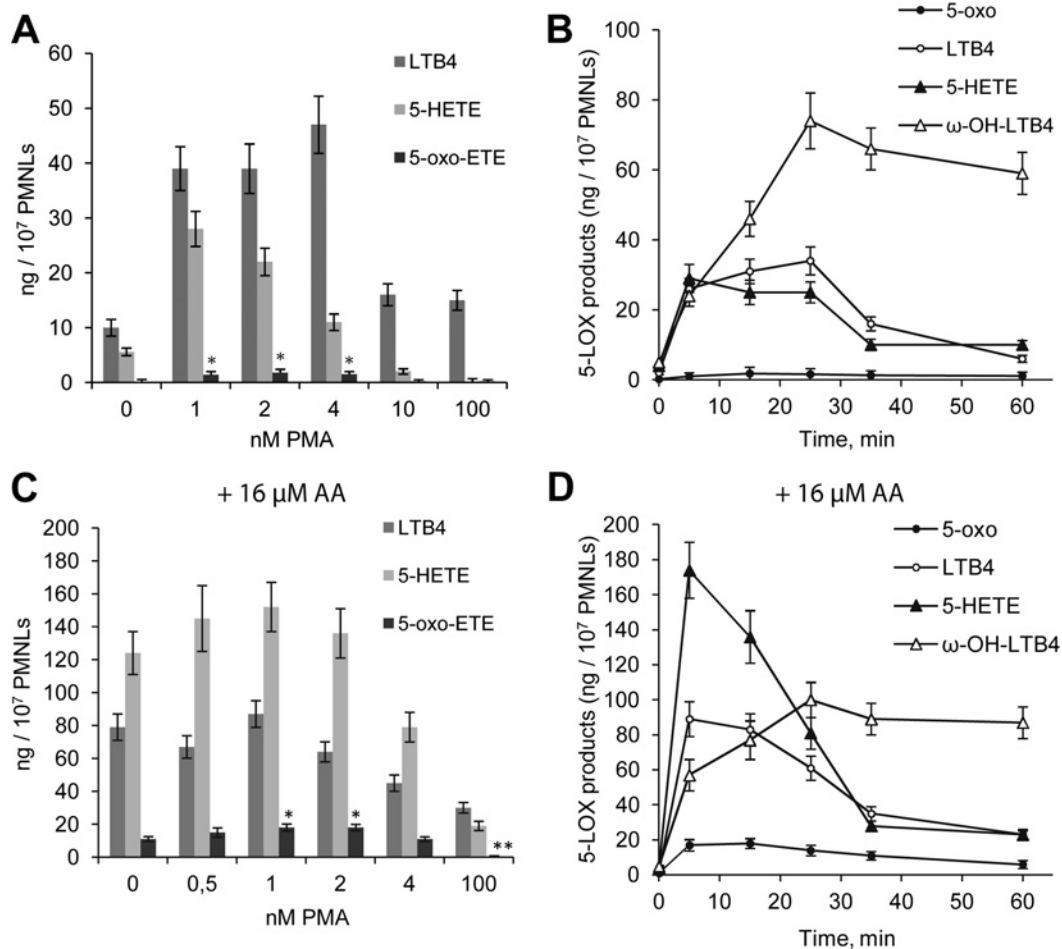 A
60
50
40
30
20
10
0
ng / 10⁷ PMNLs
LTB4
5-HETE
5-oxo-ETE
* * *
0 1 2 4 10 100
nM PMA
B
100
80
60
40
20
0
5-LOX products (ng / 10⁷ PMNLs)
5-oxo
LTB4
5-HETE
ω-OH-LTB4
0 10 20 30 40 50 60
Time, min
C
+ 16 µM AA
200
180
160
140
120
100
80
60
40
20
0
ng / 10⁷ PMNLs
LTB4
5-HETE
5-oxo-ETE
* * **
0 0,5 1 2 4 100
nM PMA
D
+ 16 µM AA
200
180
160
140
120
100
80
60
40
20
0
5-LOX products (ng / 10⁷ PMNLs)
5-oxo
LTB4
5-HETE
ω-OH-LTB4
0 10 20 30 40 50 60
Time, min